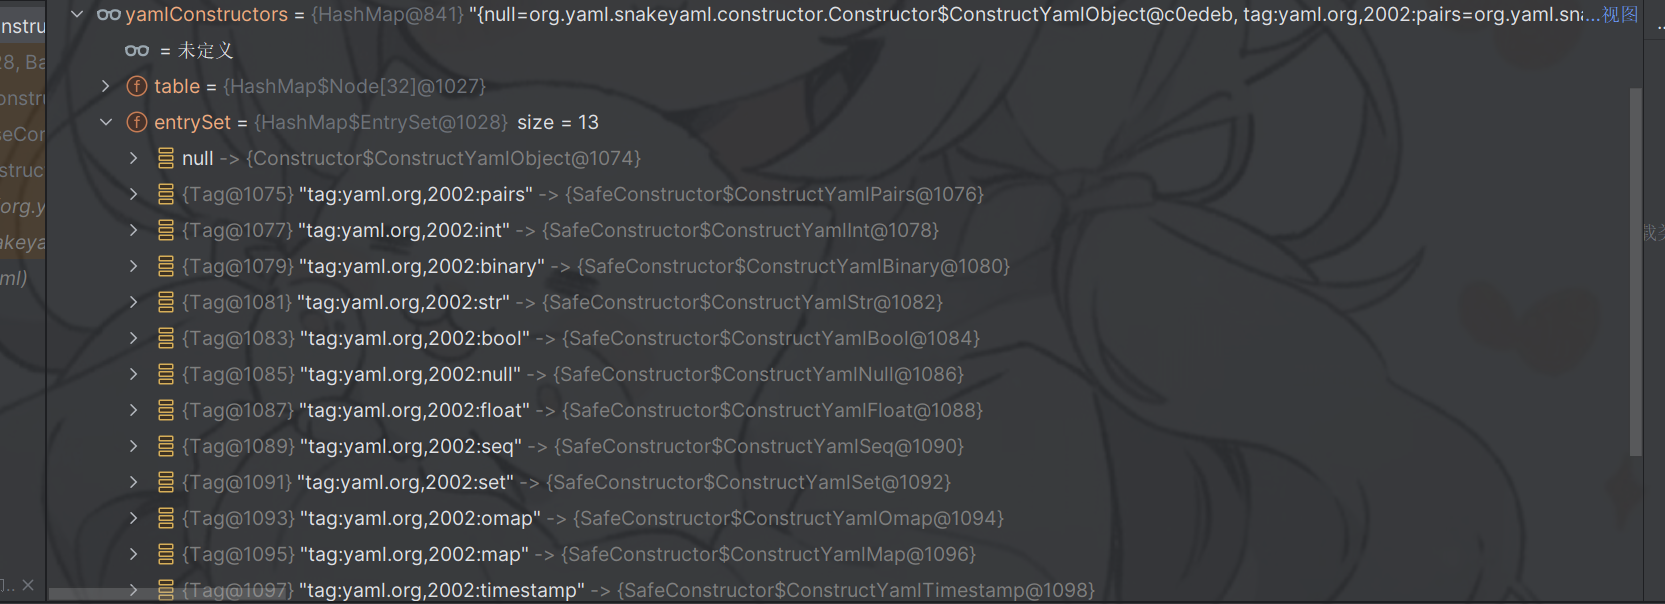 nstru yamlConstructors = {HashMap@841} "{null=org.yaml.snakeyaml.constructor.Constructor$ConstructYamlObject@c0edeb, tag:yaml.org,2002:pairs=org.yaml.sna...视图
= 未定义
28, Ba table = {HashMap$Node[32]@1027}
onstru entrySet = {HashMap$EntrySet@1028} size = 13
seCon null -> {Constructor$ConstructYamlObject@1074}
struc {Tag@1075} "tag:yaml.org,2002:pairs" -> {SafeConstructor$ConstructYamlPairs@1076}
org.y {Tag@1077} "tag:yaml.org,2002:int" -> {SafeConstructor$ConstructYamlInt@1078}
akeya {Tag@1079} "tag:yaml.org,2002:binary" -> {SafeConstructor$ConstructYamlBinary@1080}
ml) {Tag@1081} "tag:yaml.org,2002:str" -> {SafeConstructor$ConstructYamlStr@1082}
{Tag@1083} "tag:yaml.org,2002:bool" -> {SafeConstructor$ConstructYamlBool@1084}
{Tag@1085} "tag:yaml.org,2002:null" -> {SafeConstructor$ConstructYamlNull@1086}
{Tag@1087} "tag:yaml.org,2002:float" -> {SafeConstructor$ConstructYamlFloat@1088}
{Tag@1089} "tag:yaml.org,2002:seq" -> {SafeConstructor$ConstructYamlSeq@1090}
{Tag@1091} "tag:yaml.org,2002:set" -> {SafeConstructor$ConstructYamlSet@1092}
{Tag@1093} "tag:yaml.org,2002:omap" -> {SafeConstructor$ConstructYamlOmap@1094}
{Tag@1095} "tag:yaml.org,2002:map" -> {SafeConstructor$ConstructYamlMap@1096}
{Tag@1097} "tag:yaml.org,2002:timestamp" -> {SafeConstructor$ConstructYamlTimestamp@1098}